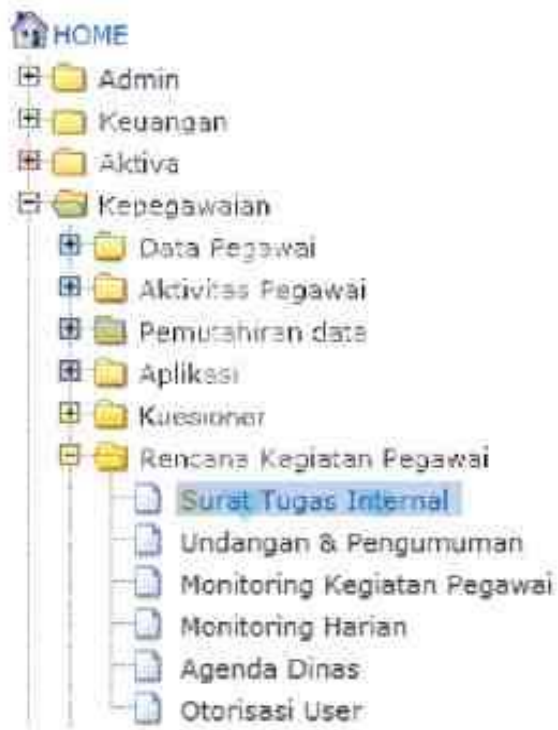 HOME
Admin
Keuangan
Aktiva
Kepegawaian
Data Pegawai
Aktivitas Pegawai
Pemutahiran data
Aplikasi
Kuesioner
Rencana Kegiatan Pegawai
Surat Tugas Internal
Undangan & Pengumuman
Monitoring Kegiatan Pegawai
Monitoring Harian
Agenda Dinas
Otorisasi User